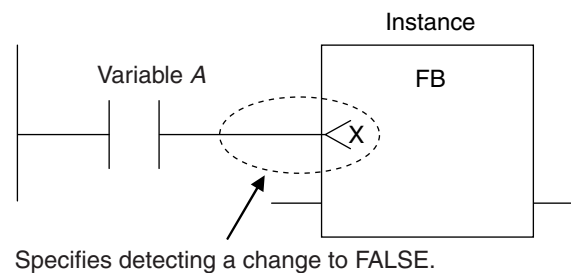 Instance
Variable A
FB
X
Specifies detecting a change to FALSE.